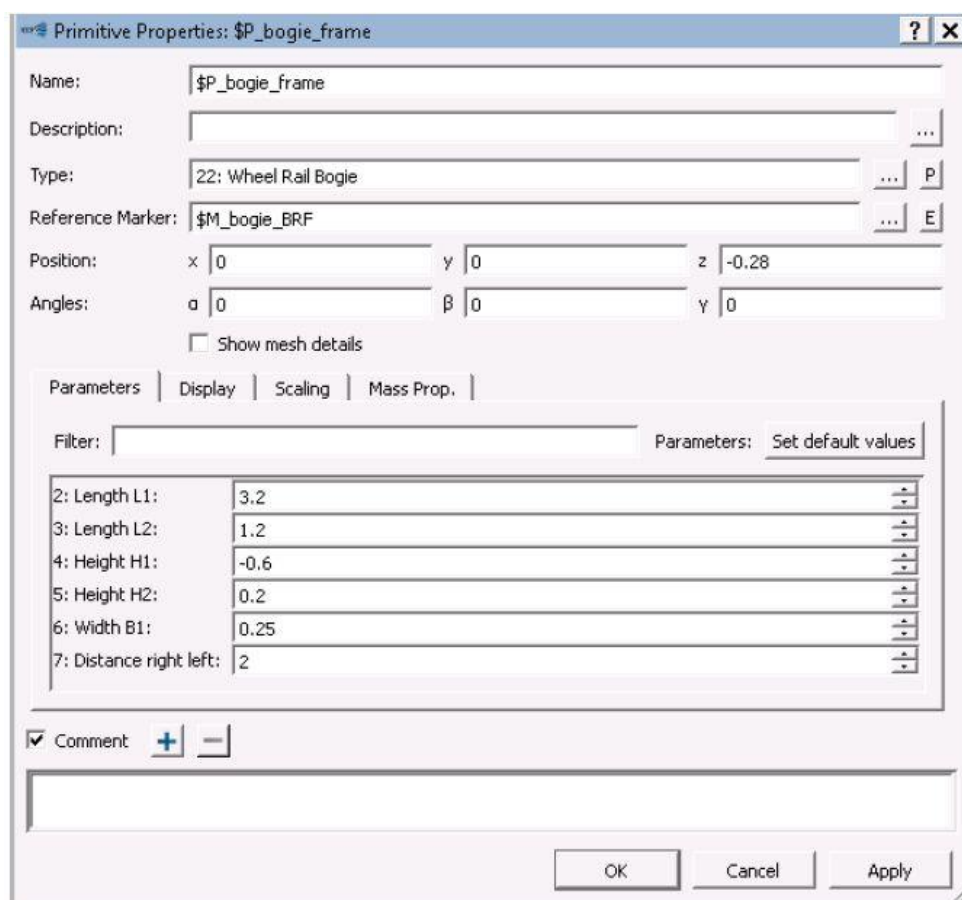 Primitive Properties: $P_bogie_frame ? X
Name: $P_bogie_frame
Description: ...
Type: 22: Wheel Rail Bogie ... P
Reference Marker: $M_bogie_BRF ... E
Position: x 0 y 0 z -0.28
Angles: α 0 β 0 γ 0
Show mesh details
Parameters Display Scaling Mass Prop.
Filter: Parameters: Set default values
2: Length L1: 3.2
3: Length L2: 1.2
4: Height H1: -0.6
5: Height H2: 0.2
6: Width B1: 0.25
7: Distance right left: 2
Comment + −
OK Cancel Apply